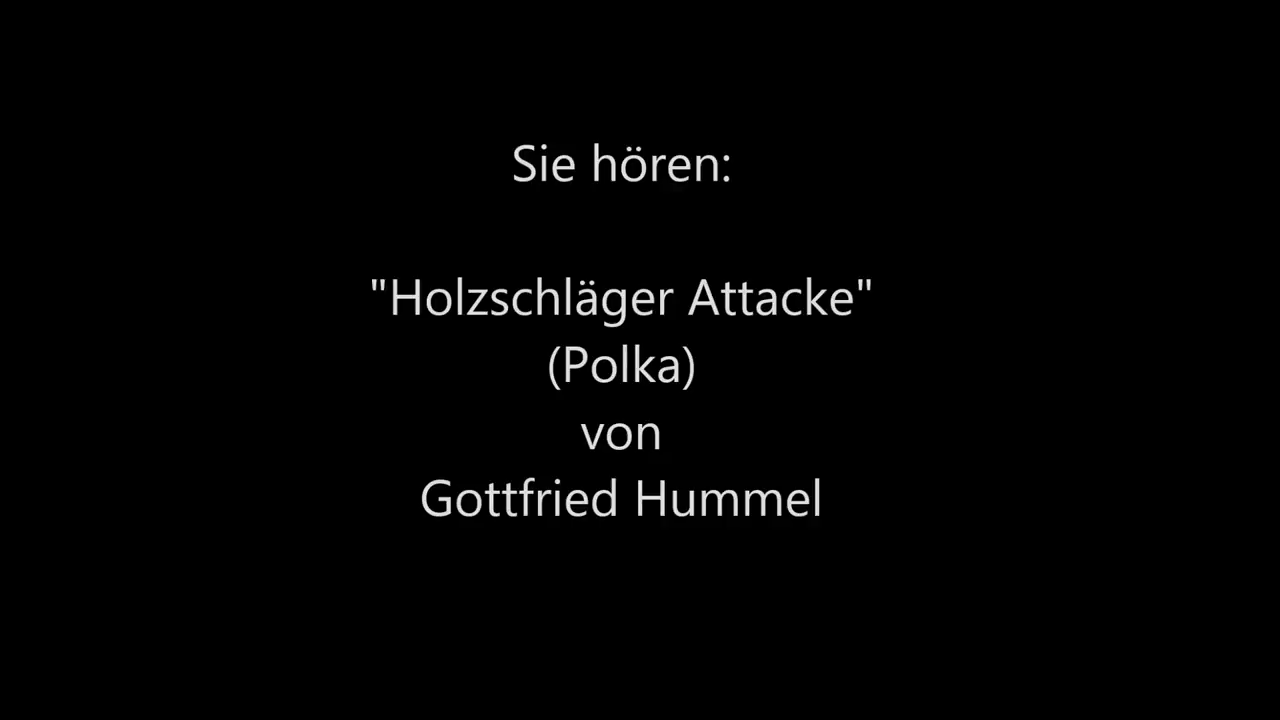 Sie hören:
"Holzschläger Attacke"
(Polka)
von
Gottfried Hummel